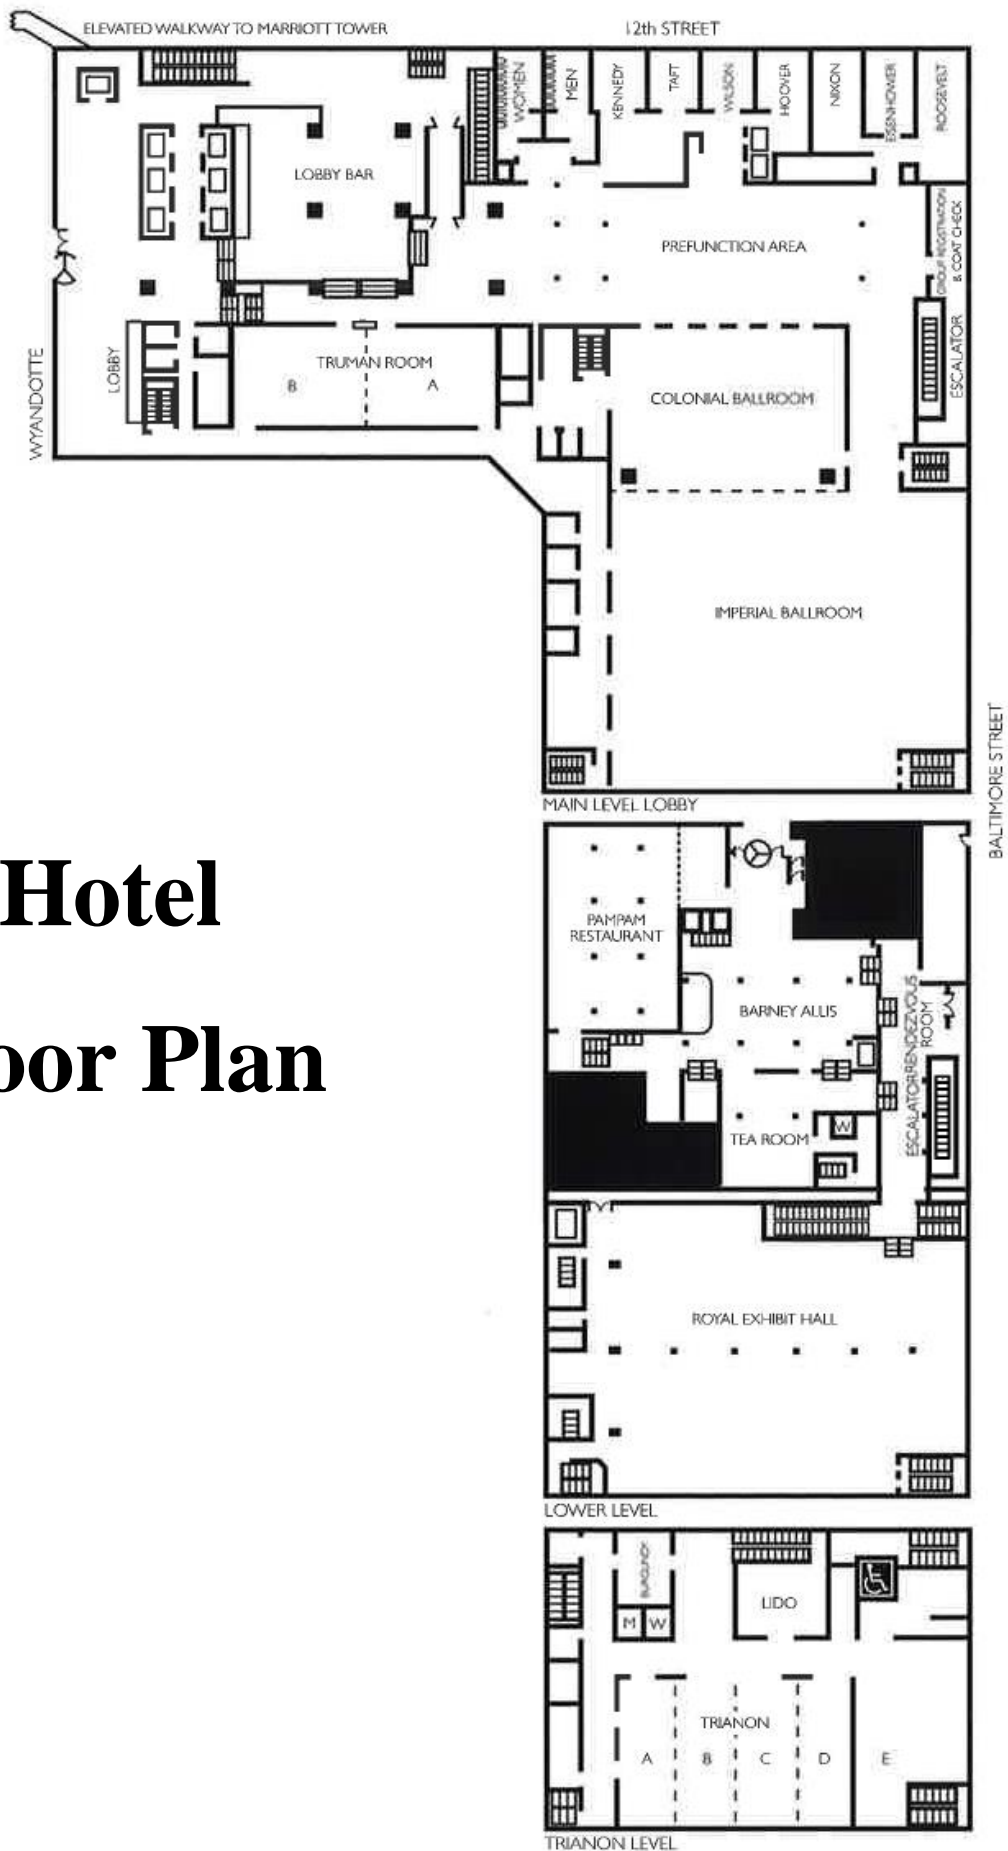 ELEVATED WALKWAY TO MARRIOTT TOWER
12th STREET
WOMEN
MEN
KENNEDY
TAFT
WILSON
HOOVER
NIXON
EISENHOWER
ROOSEVELT
LOBBY BAR
PREFUNCTION AREA
GROUP REGISTRATION
& COAT CHECK
ESCALATOR
WYANDOTTE
LOBBY
TRUMAN ROOM
B
A
COLONIAL BALLROOM
IMPERIAL BALLROOM
BALTIMORE STREET
MAIN LEVEL LOBBY
Hotel
oor Plan
PAMPAM
RESTAURANT
BARNEY ALLIS
ESCALATOR
RENDEZVOUS
ROOM
TEA ROOM
W
ROYAL EXHIBIT HALL
LOWER LEVEL
BURGUNDY
M
W
LIDO
TRIANON
A
B
C
D
E
TRIANON LEVEL